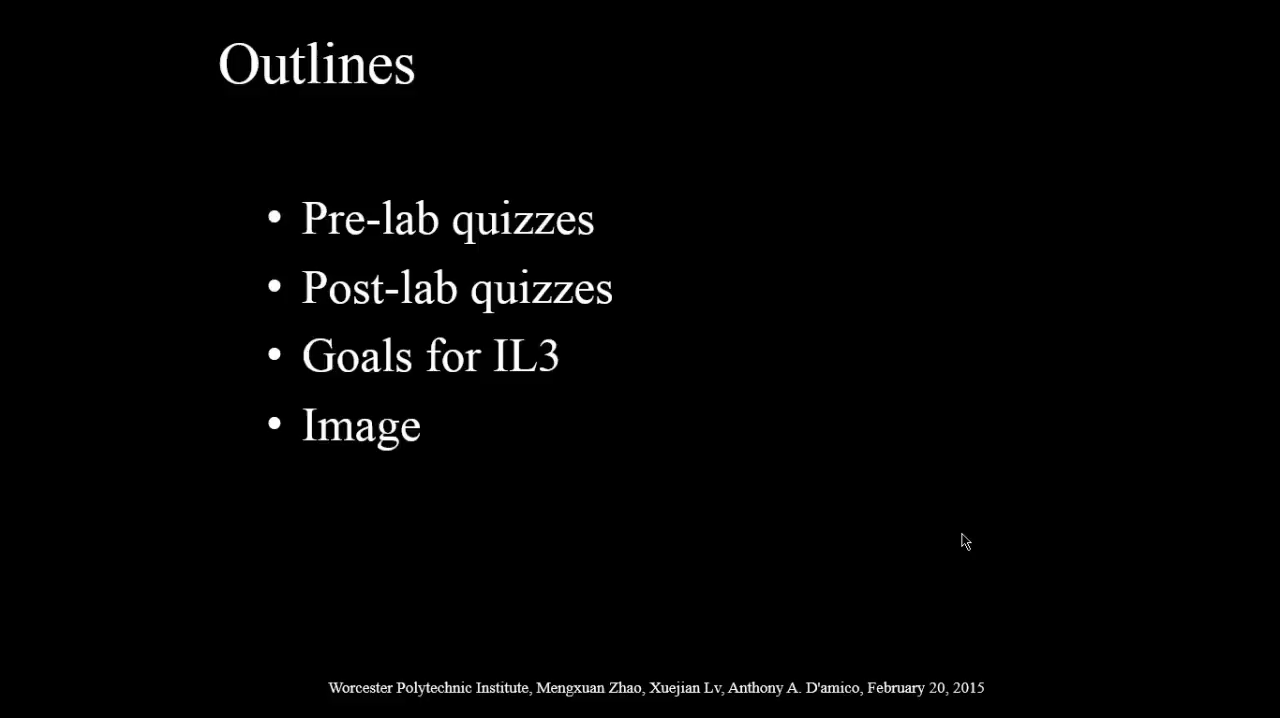 Outlines
• Pre-lab quizzes
• Post-lab quizzes
• Goals for IL3
• Image
Worcester Polytechnic Institute, Mengxuan Zhao, Xuejian Lv, Anthony A. D'amico, February 20, 2015